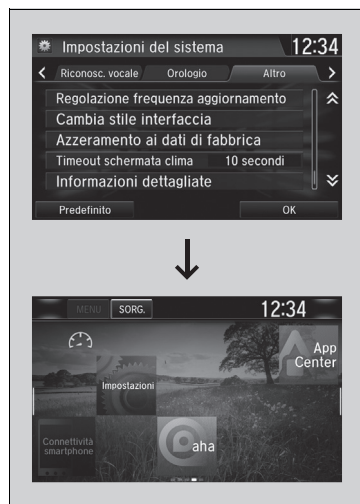 Impostazioni del sistema 12:34
Riconosc. vocale Orologio Altro
Regolazione frequenza aggiornamento
Cambia stile interfaccia
Azzeramento ai dati di fabbrica
Timeout schermata clima 10 secondi
Informazioni dettagliate
Predefinito OK
MENU SORG. 12:34
App
Center
Impostazioni
Connettività
smartphone
aha